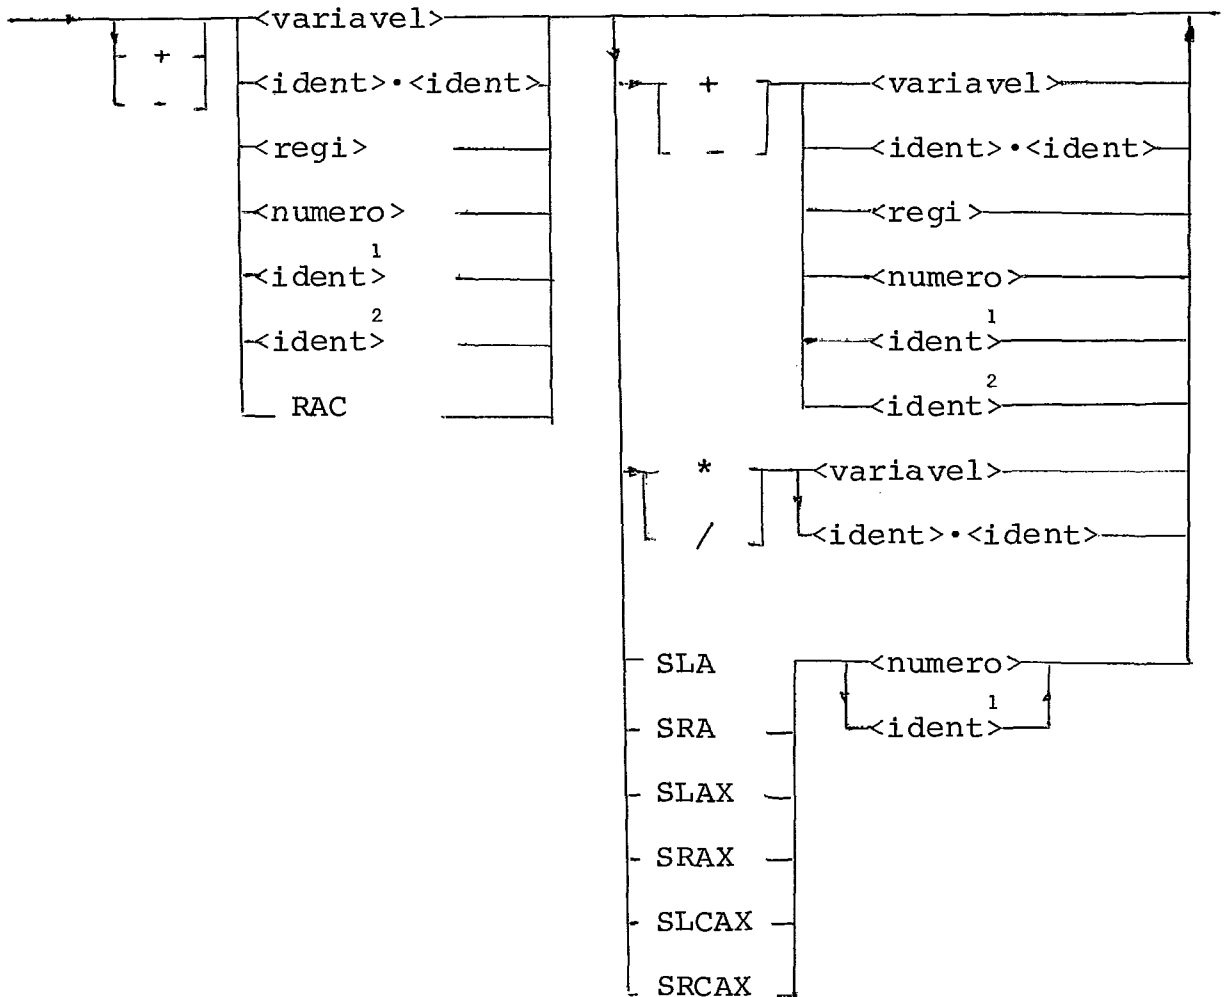 <variavel>
+
-
<ident>•<ident>
<regi>
<numero>
<ident>1
<ident>2
RAC
+
-
<variavel>
<ident>•<ident>
<regi>
<numero>
<ident>1
<ident>2
*
/
<variavel>
<ident>•<ident>
SLA
SRA
SLAX
SRAX
SLCAX
SRCAX
<numero>
<ident>1